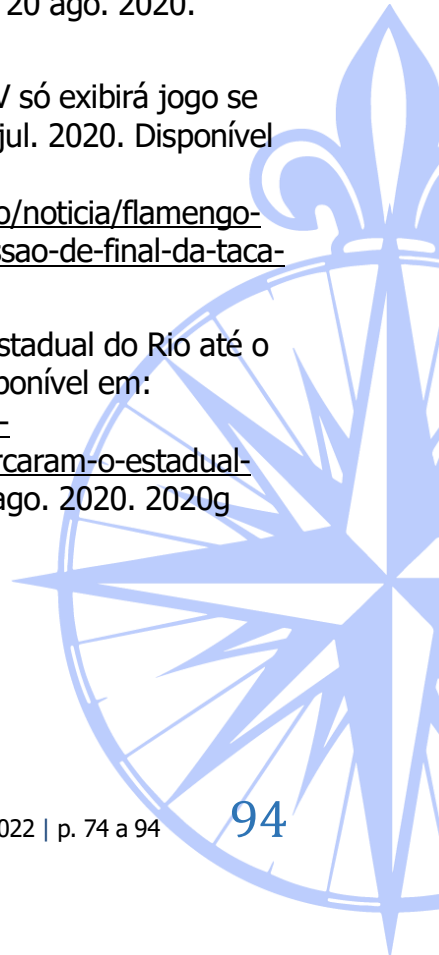 20 ago. 2020.
só exibirá jogo se
jul. 2020. Disponível
o/noticia/flamengo-
ssao-de-final-da-taca-
stadual do Rio até o
ponível em:
-
rcaram-o-estadual-
ago. 2020. 2020g
022 | p. 74 a 94 94